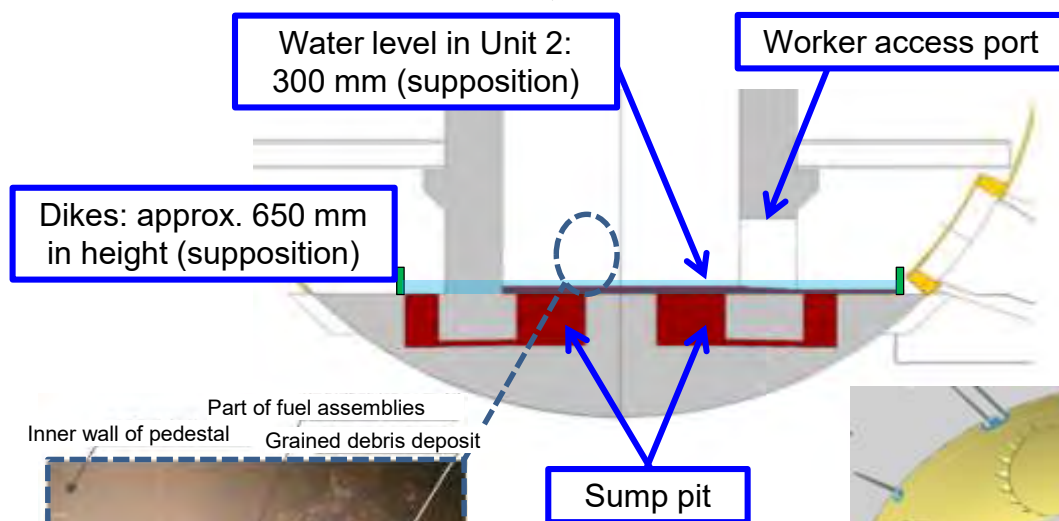 Water level in Unit 2:
300 mm (supposition)
Worker access port
Dikes: approx. 650 mm
in height (supposition)
Part of fuel assemblies
Inner wall of pedestal
Grained debris deposit
Sump pit